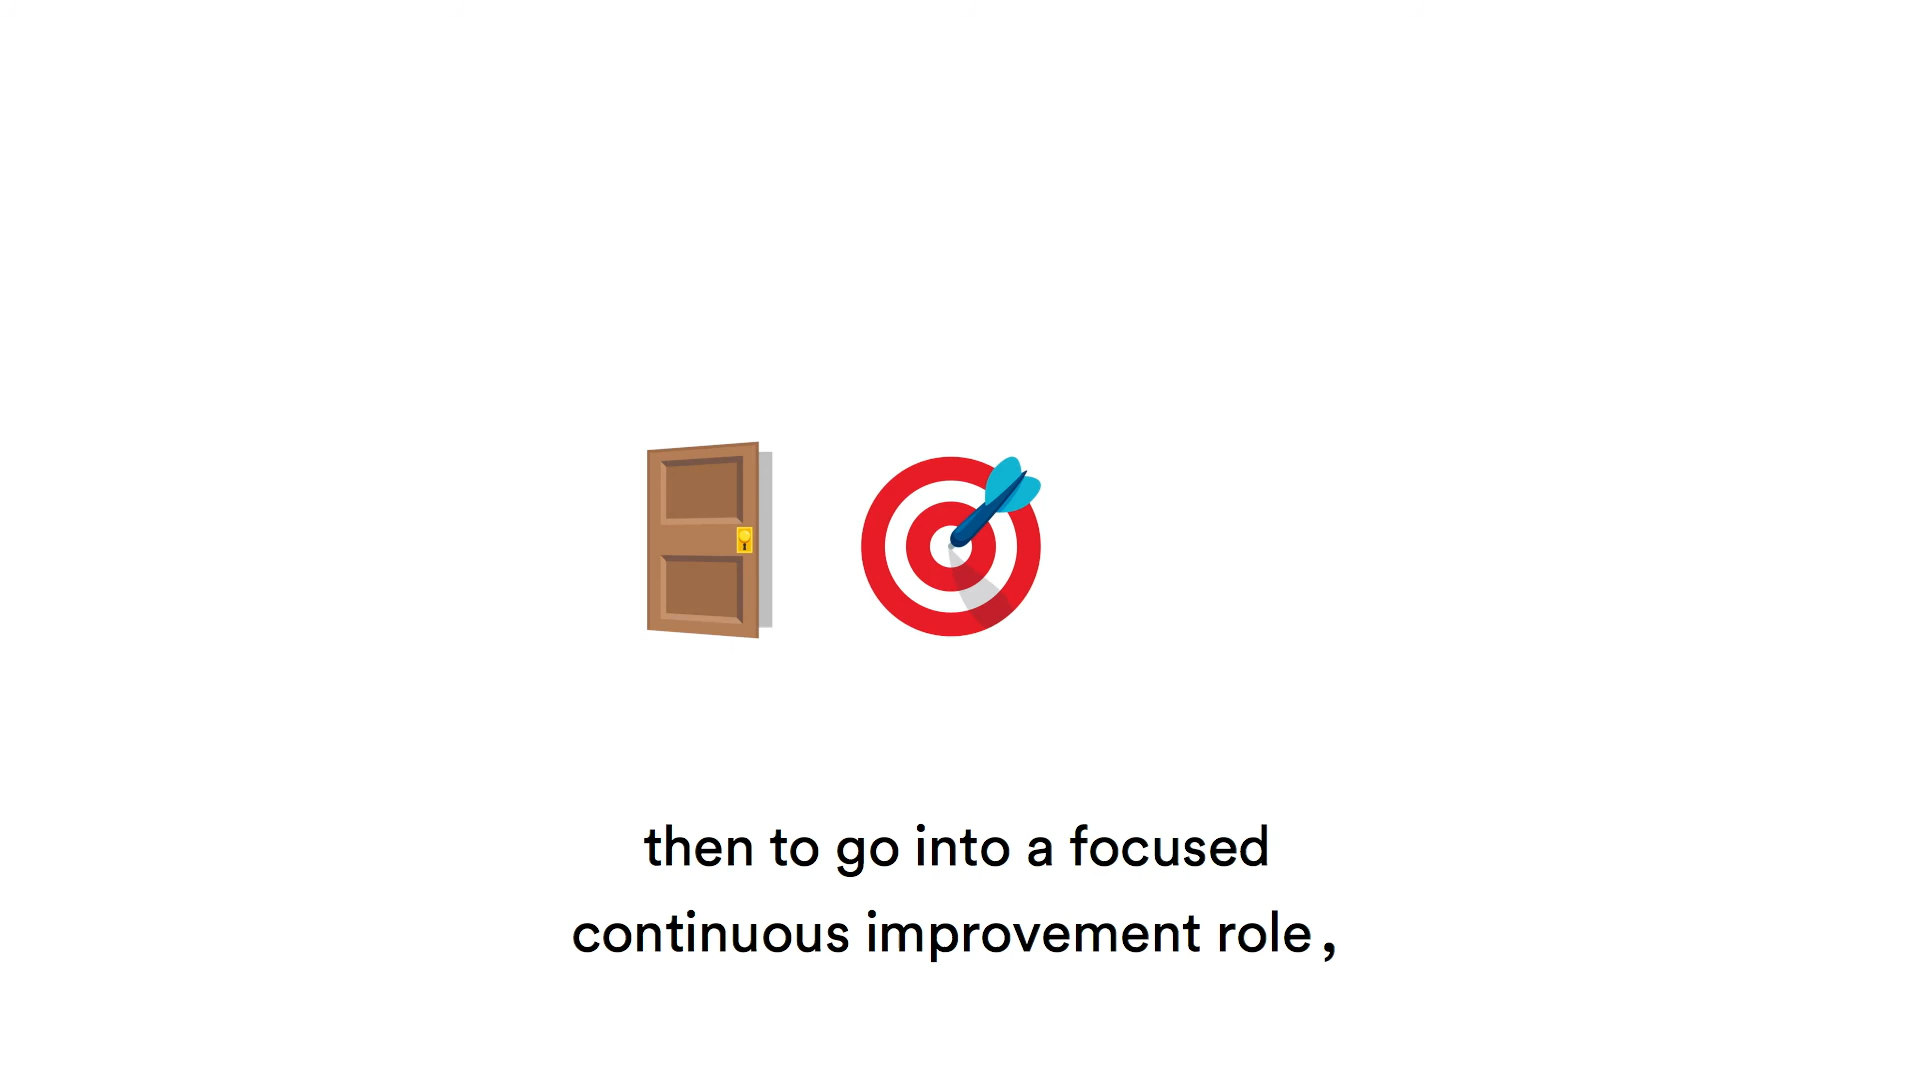 then to go into a focused
continuous improvement role,